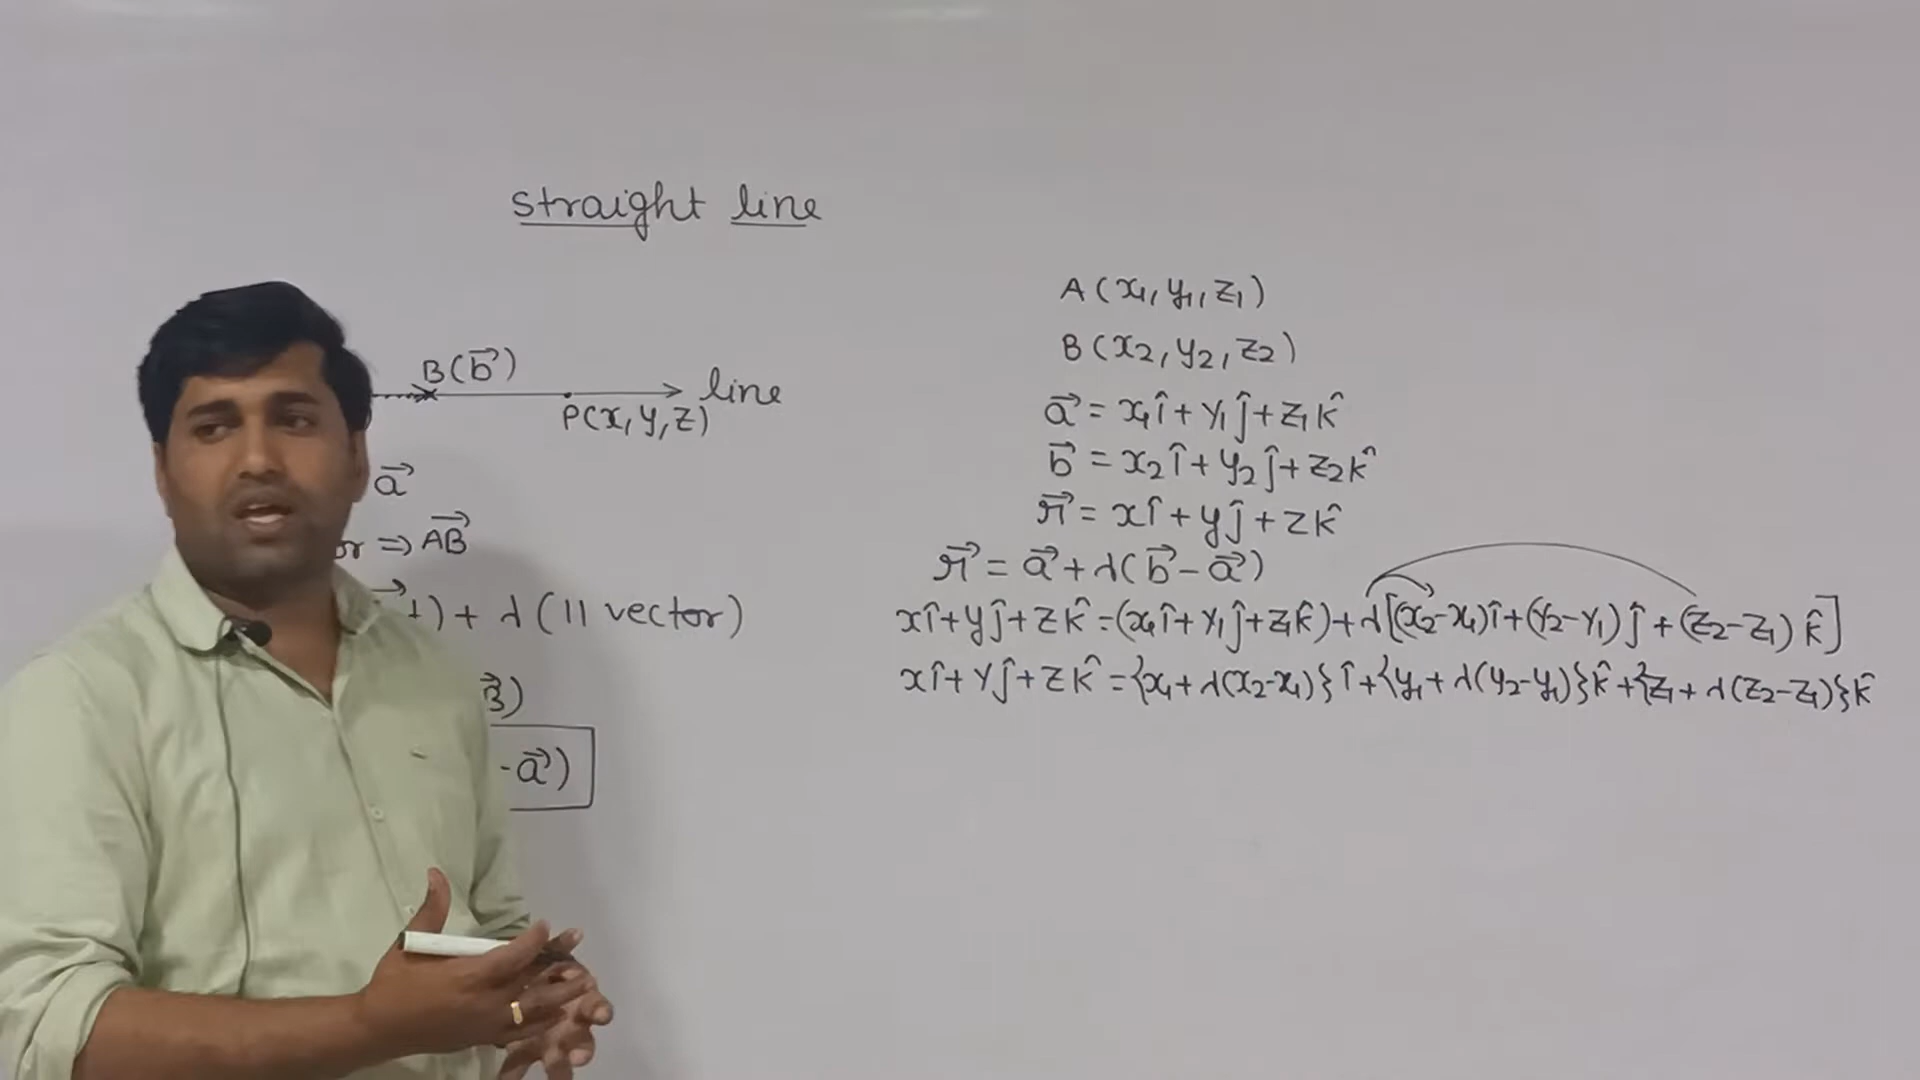 straight line
B(b⃗)
line
P(x, y, z)
a⃗
or ⇒ AB⃗
) + λ (11 vector)
B⃗)
-a⃗)
A (x₁, y₁, z₁)
B (x₂, y₂, z₂)
a⃗ = x₁î + y₁ĵ + z₁k̂
b⃗ = x₂î + y₂ĵ + z₂k̂
r⃗ = xî + yĵ + zk̂
r⃗ = a⃗ + λ(b⃗ - a⃗)
xî + yĵ + zk̂ = (x₁î + y₁ĵ + z₁k̂) + λ[(x₂-x₁)î + (y₂-y₁)ĵ + (z₂-z₁)k̂]
xî + yĵ + zk̂ = {x₁ + λ(x₂-x₁)}î + {y₁ + λ(y₂-y₁)}k̂ + {z₁ + λ(z₂-z₁)}k̂